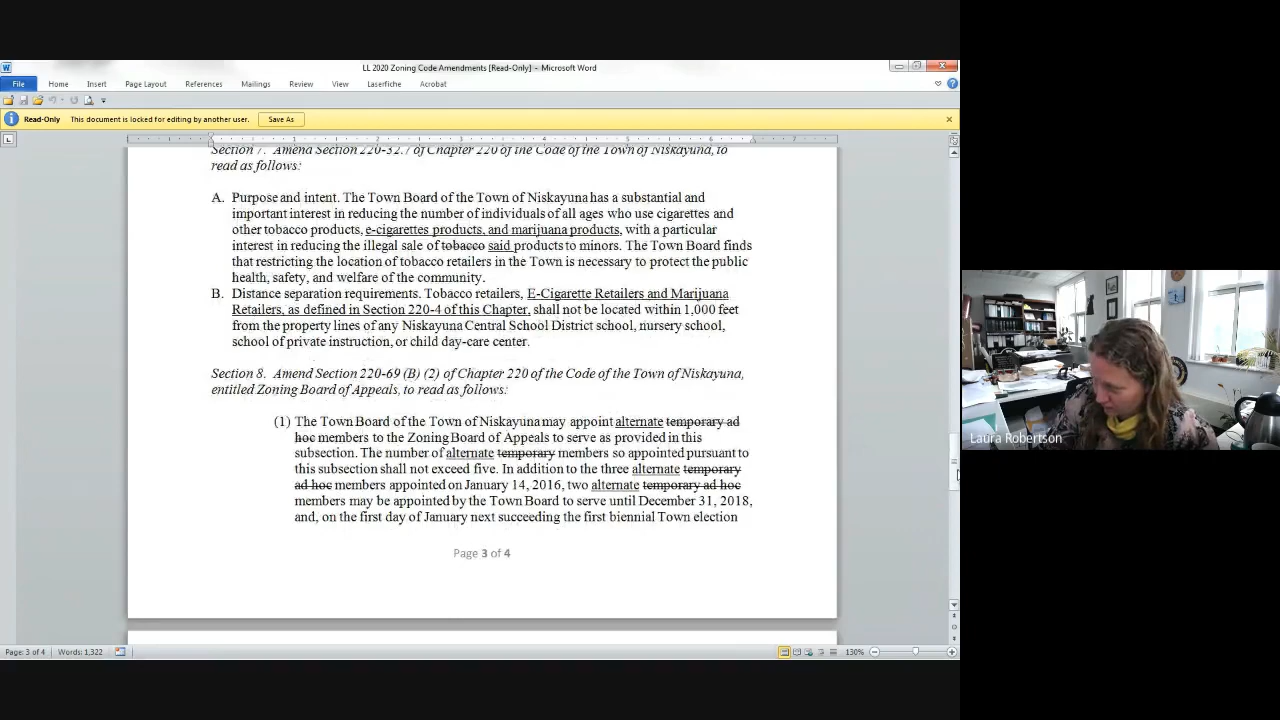 LL 2020 Zoning Code Amendments [Read-Only] - Microsoft Word
File Home Insert Page Layout References Mailings Review View Laserfiche Acrobat
Read-Only This document is locked for editing by another user. Save As
Section 7. Amend Section 220-32.7 of Chapter 220 of the Code of the Town of Niskayuna, to
read as follows:
A. Purpose and intent. The Town Board of the Town of Niskayuna has a substantial and
important interest in reducing the number of individuals of all ages who use cigarettes and
other tobacco products, e-cigarettes products, and marijuana products, with a particular
interest in reducing the illegal sale of tobacco said products to minors. The Town Board finds
that restricting the location of tobacco retailers in the Town is necessary to protect the public
health, safety, and welfare of the community.
B. Distance separation requirements. Tobacco retailers, E-Cigarette Retailers and Marijuana
Retailers, as defined in Section 220-4 of this Chapter, shall not be located within 1,000 feet
from the property lines of any Niskayuna Central School District school, nursery school,
school of private instruction, or child day-care center.
Section 8. Amend Section 220-69 (B) (2) of Chapter 220 of the Code of the Town of Niskayuna,
entitled Zoning Board of Appeals, to read as follows:
(1) The Town Board of the Town of Niskayuna may appoint alternate temporary ad
hoc members to the Zoning Board of Appeals to serve as provided in this
subsection. The number of alternate temporary members so appointed pursuant to
this subsection shall not exceed five. In addition to the three alternate temporary
ad hoc members appointed on January 14, 2016, two alternate temporary ad hoc
members may be appointed by the Town Board to serve until December 31, 2018,
and, on the first day of January next succeeding the first biennial Town election
Page 3 of 4
Page: 3 of 4 Words: 1,322 130%
Laura Robertson